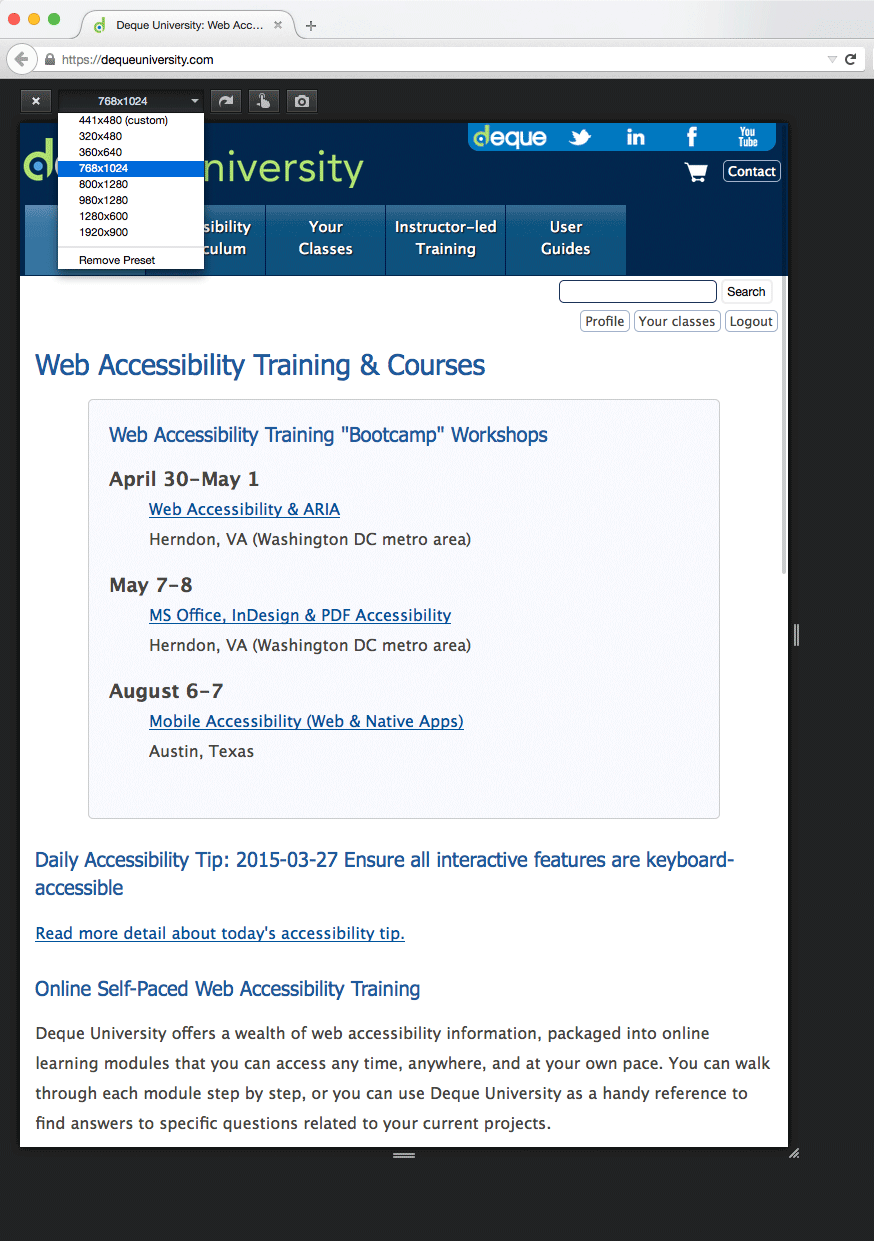 Deque University: Web Acc...
https://dequeuniversity.com
768x1024
441x480 (custom)
320x480
360x640
768x1024
800x1280
980x1280
1280x600
1920x900
Remove Preset
deque
in
f
You
Tube
niversity
Contact
sibility
culum
Your
Classes
Instructor-led
Training
User
Guides
Search
Profile
Your classes
Logout
Web Accessibility Training & Courses
Web Accessibility Training "Bootcamp" Workshops
April 30-May 1
Web Accessibility & ARIA
Herndon, VA (Washington DC metro area)
May 7-8
MS Office, InDesign & PDF Accessibility
Herndon, VA (Washington DC metro area)
August 6-7
Mobile Accessibility (Web & Native Apps)
Austin, Texas
Daily Accessibility Tip: 2015-03-27 Ensure all interactive features are keyboard-
accessible
Read more detail about today's accessibility tip.
Online Self-Paced Web Accessibility Training
Deque University offers a wealth of web accessibility information, packaged into online
learning modules that you can access any time, anywhere, and at your own pace. You can walk
through each module step by step, or you can use Deque University as a handy reference to
find answers to specific questions related to your current projects.